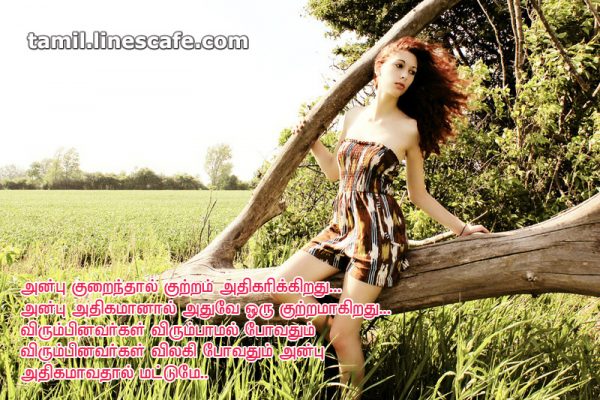 tamil.linescafe.com
அன்பு குறைந்தால் குற்றம் அதிகரிக்கிறது...
அன்பு அதிகமானால் அதுவே ஒரு குற்றமாகிறது...
விரும்பினவர்கள் விரும்பாமல் போவதும்
விரும்பினவர்கள் விலகி போவதும் அன்பு
அதிகமாவதால் மட்டுமே..